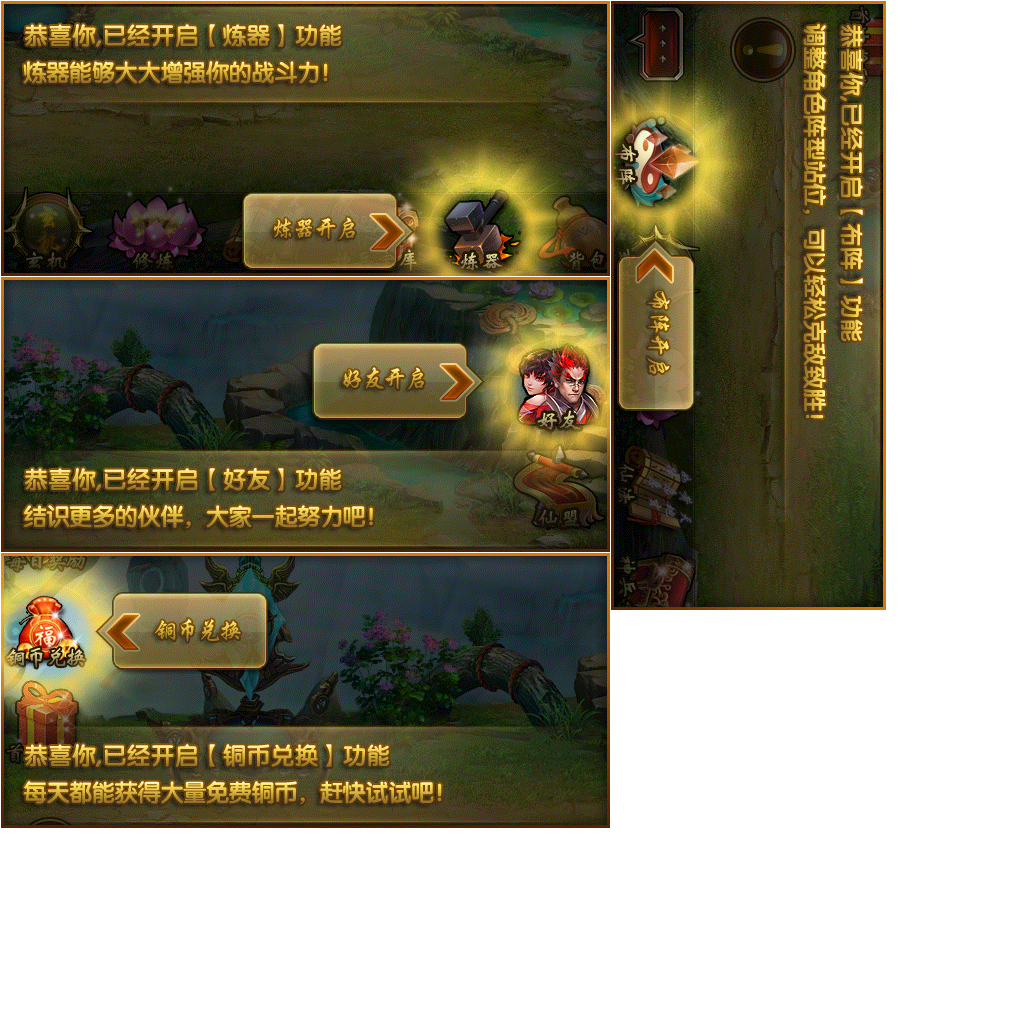 恭喜你,已经开启【炼器】功能
炼器能够大大增强你的战斗力!
炼器开启
玄机
修炼
库
炼器
背包
好友开启
好友
仙盟
恭喜你,已经开启【好友】功能
结识更多的伙伴，大家一起努力吧!
每日奖励
福
铜币兑换
铜币兑换
首
恭喜你,已经开启【铜币兑换】功能
每天都能获得大量免费铜币，赶快试试吧!
恭喜你,已经开启【布阵】功能
调整角色阵型站位，可以轻松克敌致胜!
布阵
布阵开启
神兵